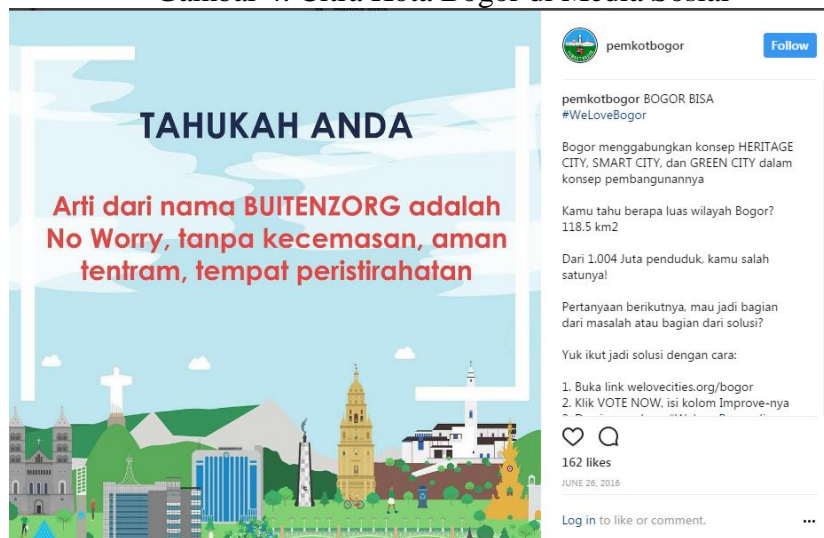 Gambar 4. Citra Kota Bogor di Media Sosial
TAHUKAH ANDA
Arti dari nama BUITENZORG adalah
No Worry, tanpa kecemasan, aman
tentram, tempat peristirahatan
pemkotbogor
Follow
pemkotbogor BOGOR BISA
#WeLoveBogor
Bogor menggabungkan konsep HERITAGE
CITY, SMART CITY, dan GREEN CITY dalam
konsep pembangunannya
Kamu tahu berapa luas wilayah Bogor?
118.5 km2
Dari 1.004 Juta penduduk, kamu salah
satunya!
Pertanyaan berikutnya, mau jadi bagian
dari masalah atau bagian dari solusi?
Yuk ikut jadi solusi dengan cara:
1. Buka link welovecities.org/bogor
2. Klik VOTE NOW, isi kolom Improve-nya
162 likes
JUNE 26, 2016
Log in to like or comment.